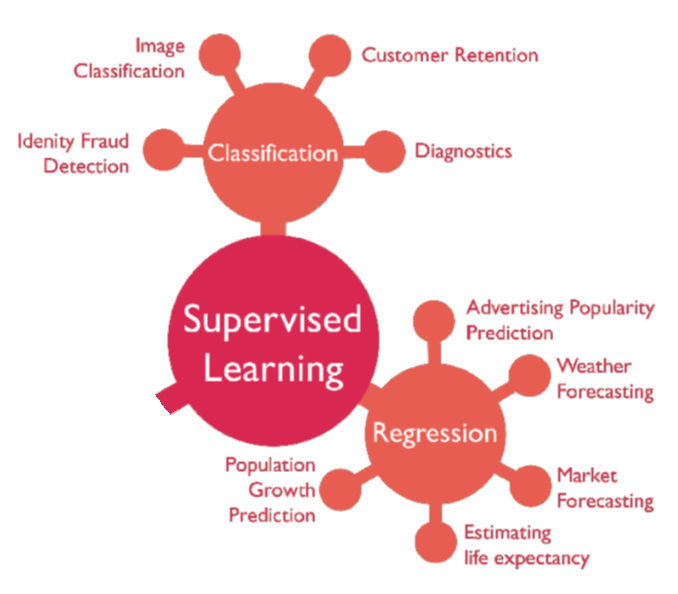 Image
Classification
Customer Retention
Idenity Fraud
Detection
Classification
Diagnostics
Supervised
Learning
Advertising Popularity
Prediction
Weather
Forecasting
Regression
Population
Growth
Prediction
Market
Forecasting
Estimating
life expectancy